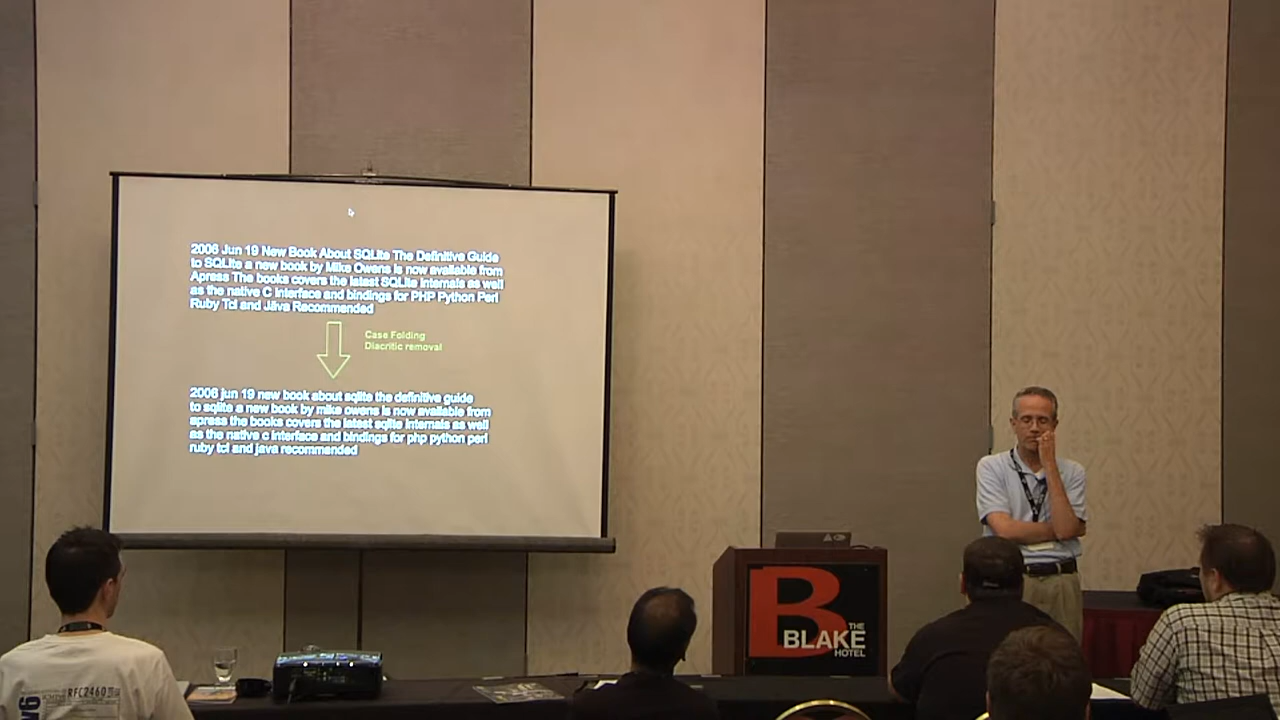 2006 Jun 19 New Book About SQLite The Definitive Guide
to SQLite a new book by Mike Owens is now available from
Apress The books covers the latest SQLite internals as well
as the native C interface and bindings for PHP Python Perl
Ruby Tcl and Java Recommended
Case Folding
Diacritic removal
2006 jun 19 new book about sqlite the definitive guide
to sqlite a new book by mike owens is now available from
apress the books covers the latest sqlite internals as well
as the native c interface and bindings for php python perl
ruby tcl and java recommended
B
THE
BLAKE
HOTEL
RFC2460